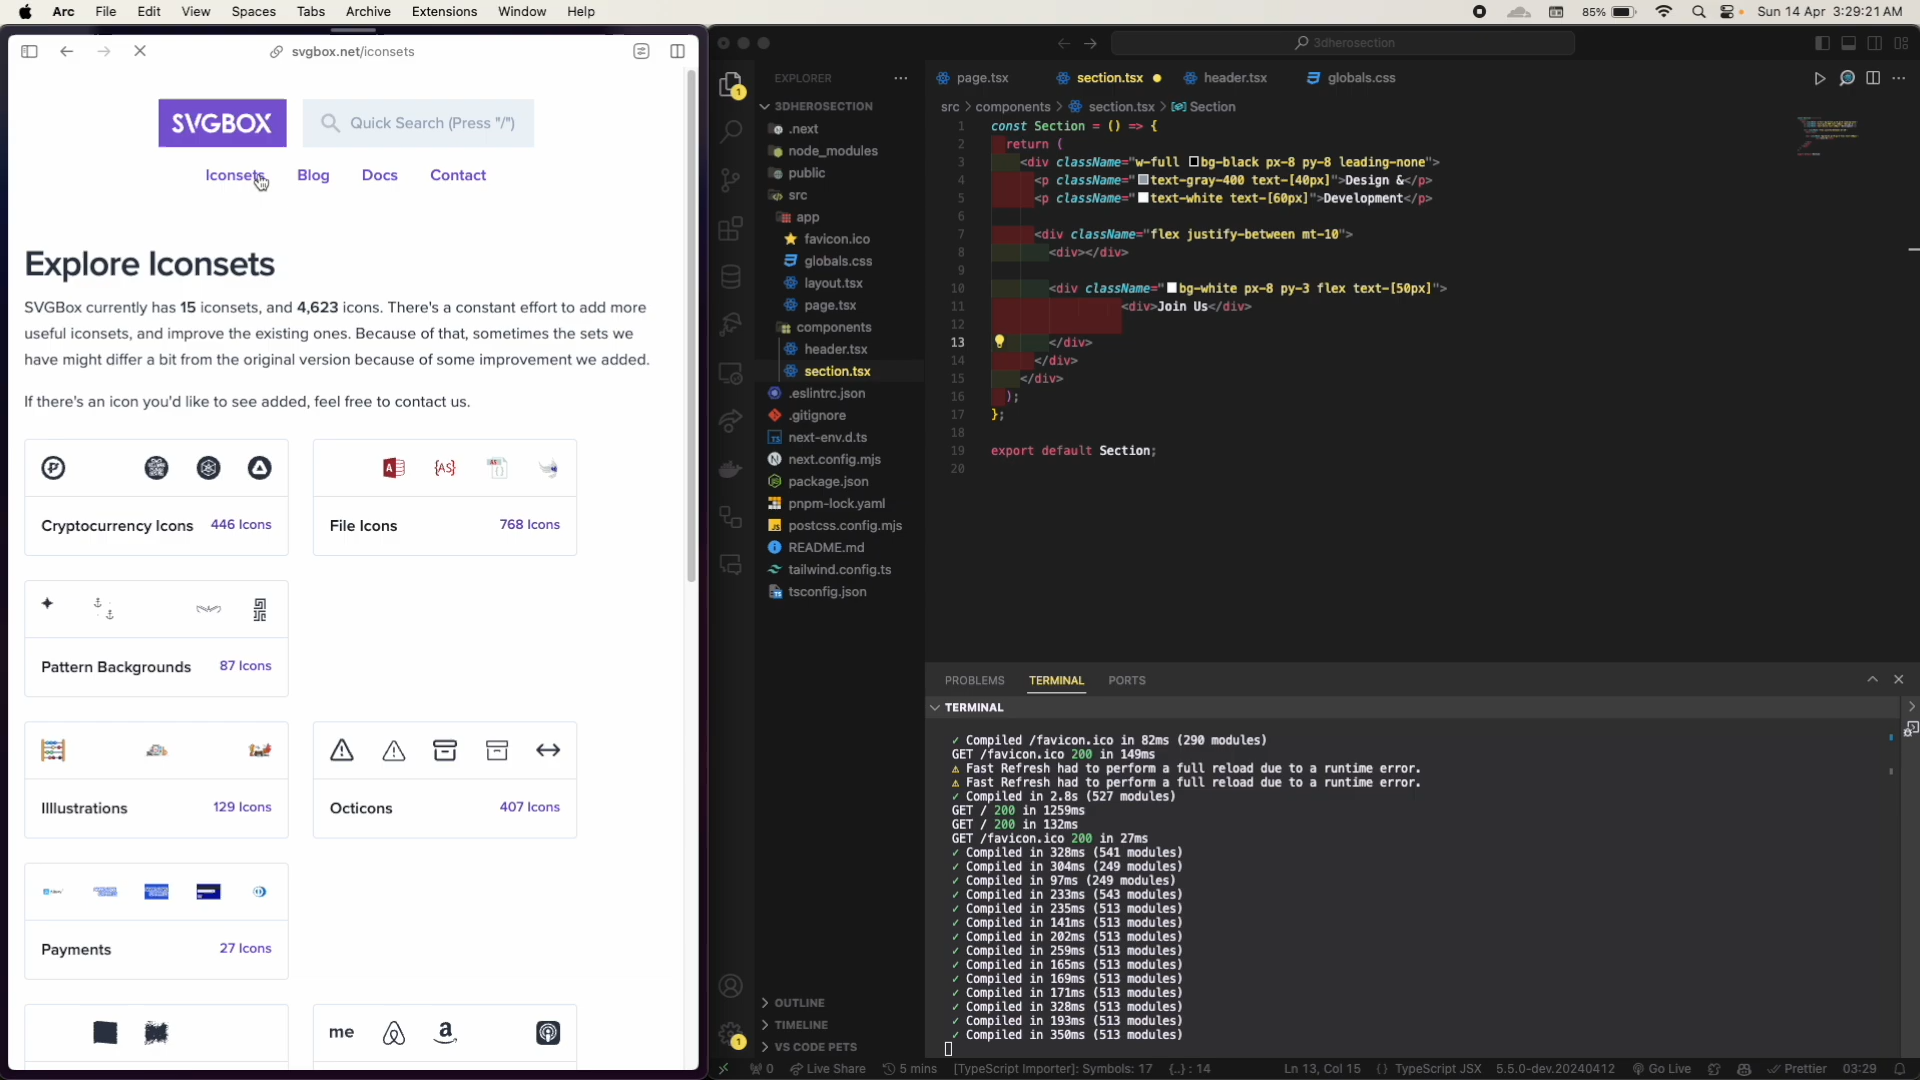 Arc File Edit View Spaces Tabs Archive Extensions Window Help
85% Sun 14 Apr 3:29:21 AM
svgbox.net/iconsets
SVGBOX
Quick Search (Press "/")
Iconsets Blog Docs Contact
Explore Iconsets
SVGBox currently has 15 iconsets, and 4,623 icons. There's a constant effort to add more
useful iconsets, and improve the existing ones. Because of that, sometimes the sets we
have might differ a bit from the original version because of some improvement we added.
If there's an icon you'd like to see added, feel free to contact us.
Cryptocurrency Icons 446 Icons
File Icons 768 Icons
Pattern Backgrounds 87 Icons
Illlustrations 129 Icons
Octicons 407 Icons
Payments 27 Icons
me
3dherosection
EXPLORER
3DHEROSECTION
.next
node_modules
public
src
app
favicon.ico
globals.css
layout.tsx
page.tsx
components
header.tsx
section.tsx
.eslintrc.json
.gitignore
next-env.d.ts
next.config.mjs
package.json
pnpm-lock.yaml
postcss.config.mjs
README.md
tailwind.config.ts
tsconfig.json
OUTLINE
TIMELINE
VS CODE PETS
page.tsx section.tsx header.tsx globals.css
src > components > section.tsx > Section
1 const Section = () => {
2 return (
3 <div className="w-full bg-black px-8 py-8 leading-none">
4 <p className="text-gray-400 text-[40px]">Design &</p>
5 <p className="text-white text-[60px]">Development</p>
6
7 <div className="flex justify-between mt-10">
8 <div></div>
9
10 <div className="bg-white px-8 py-3 flex text-[50px]">
11 <div>Join Us</div>
12
13 </div>
14 </div>
15 </div>
16 );
17 };
18
19 export default Section;
20
PROBLEMS TERMINAL PORTS
TERMINAL
✓ Compiled /favicon.ico in 82ms (290 modules)
GET /favicon.ico 200 in 149ms
⚠ Fast Refresh had to perform a full reload due to a runtime error.
⚠ Fast Refresh had to perform a full reload due to a runtime error.
✓ Compiled in 2.8s (527 modules)
GET / 200 in 1259ms
GET / 200 in 132ms
GET /favicon.ico 200 in 27ms
✓ Compiled in 328ms (541 modules)
✓ Compiled in 304ms (249 modules)
✓ Compiled in 97ms (249 modules)
✓ Compiled in 233ms (543 modules)
✓ Compiled in 235ms (513 modules)
✓ Compiled in 141ms (513 modules)
✓ Compiled in 202ms (513 modules)
✓ Compiled in 259ms (513 modules)
✓ Compiled in 165ms (513 modules)
✓ Compiled in 169ms (513 modules)
✓ Compiled in 171ms (513 modules)
✓ Compiled in 328ms (513 modules)
✓ Compiled in 193ms (513 modules)
✓ Compiled in 350ms (513 modules)
0 Live Share 5 mins [TypeScript Importer]: Symbols: 17 {..} : 14 Ln 13, Col 15 {} TypeScript JSX 5.5.0-dev.20240412 Go Live Prettier 03:29